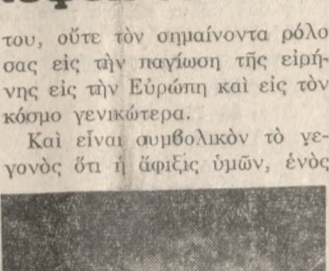 του, οὔτε τὸν σημαίνοντα ρόλο
σας εἰς τὴν παγίωση τῆς εἰρή-
νης εἰς τὴν Εὐρώπη καὶ εἰς τὸν
κόσμο γενικώτερα.
Καὶ εἶναι συμβολικὸν τὸ γε-
γονὸς ὅτι ἡ ἄφιξις ὑμῶν, ἑνὸς